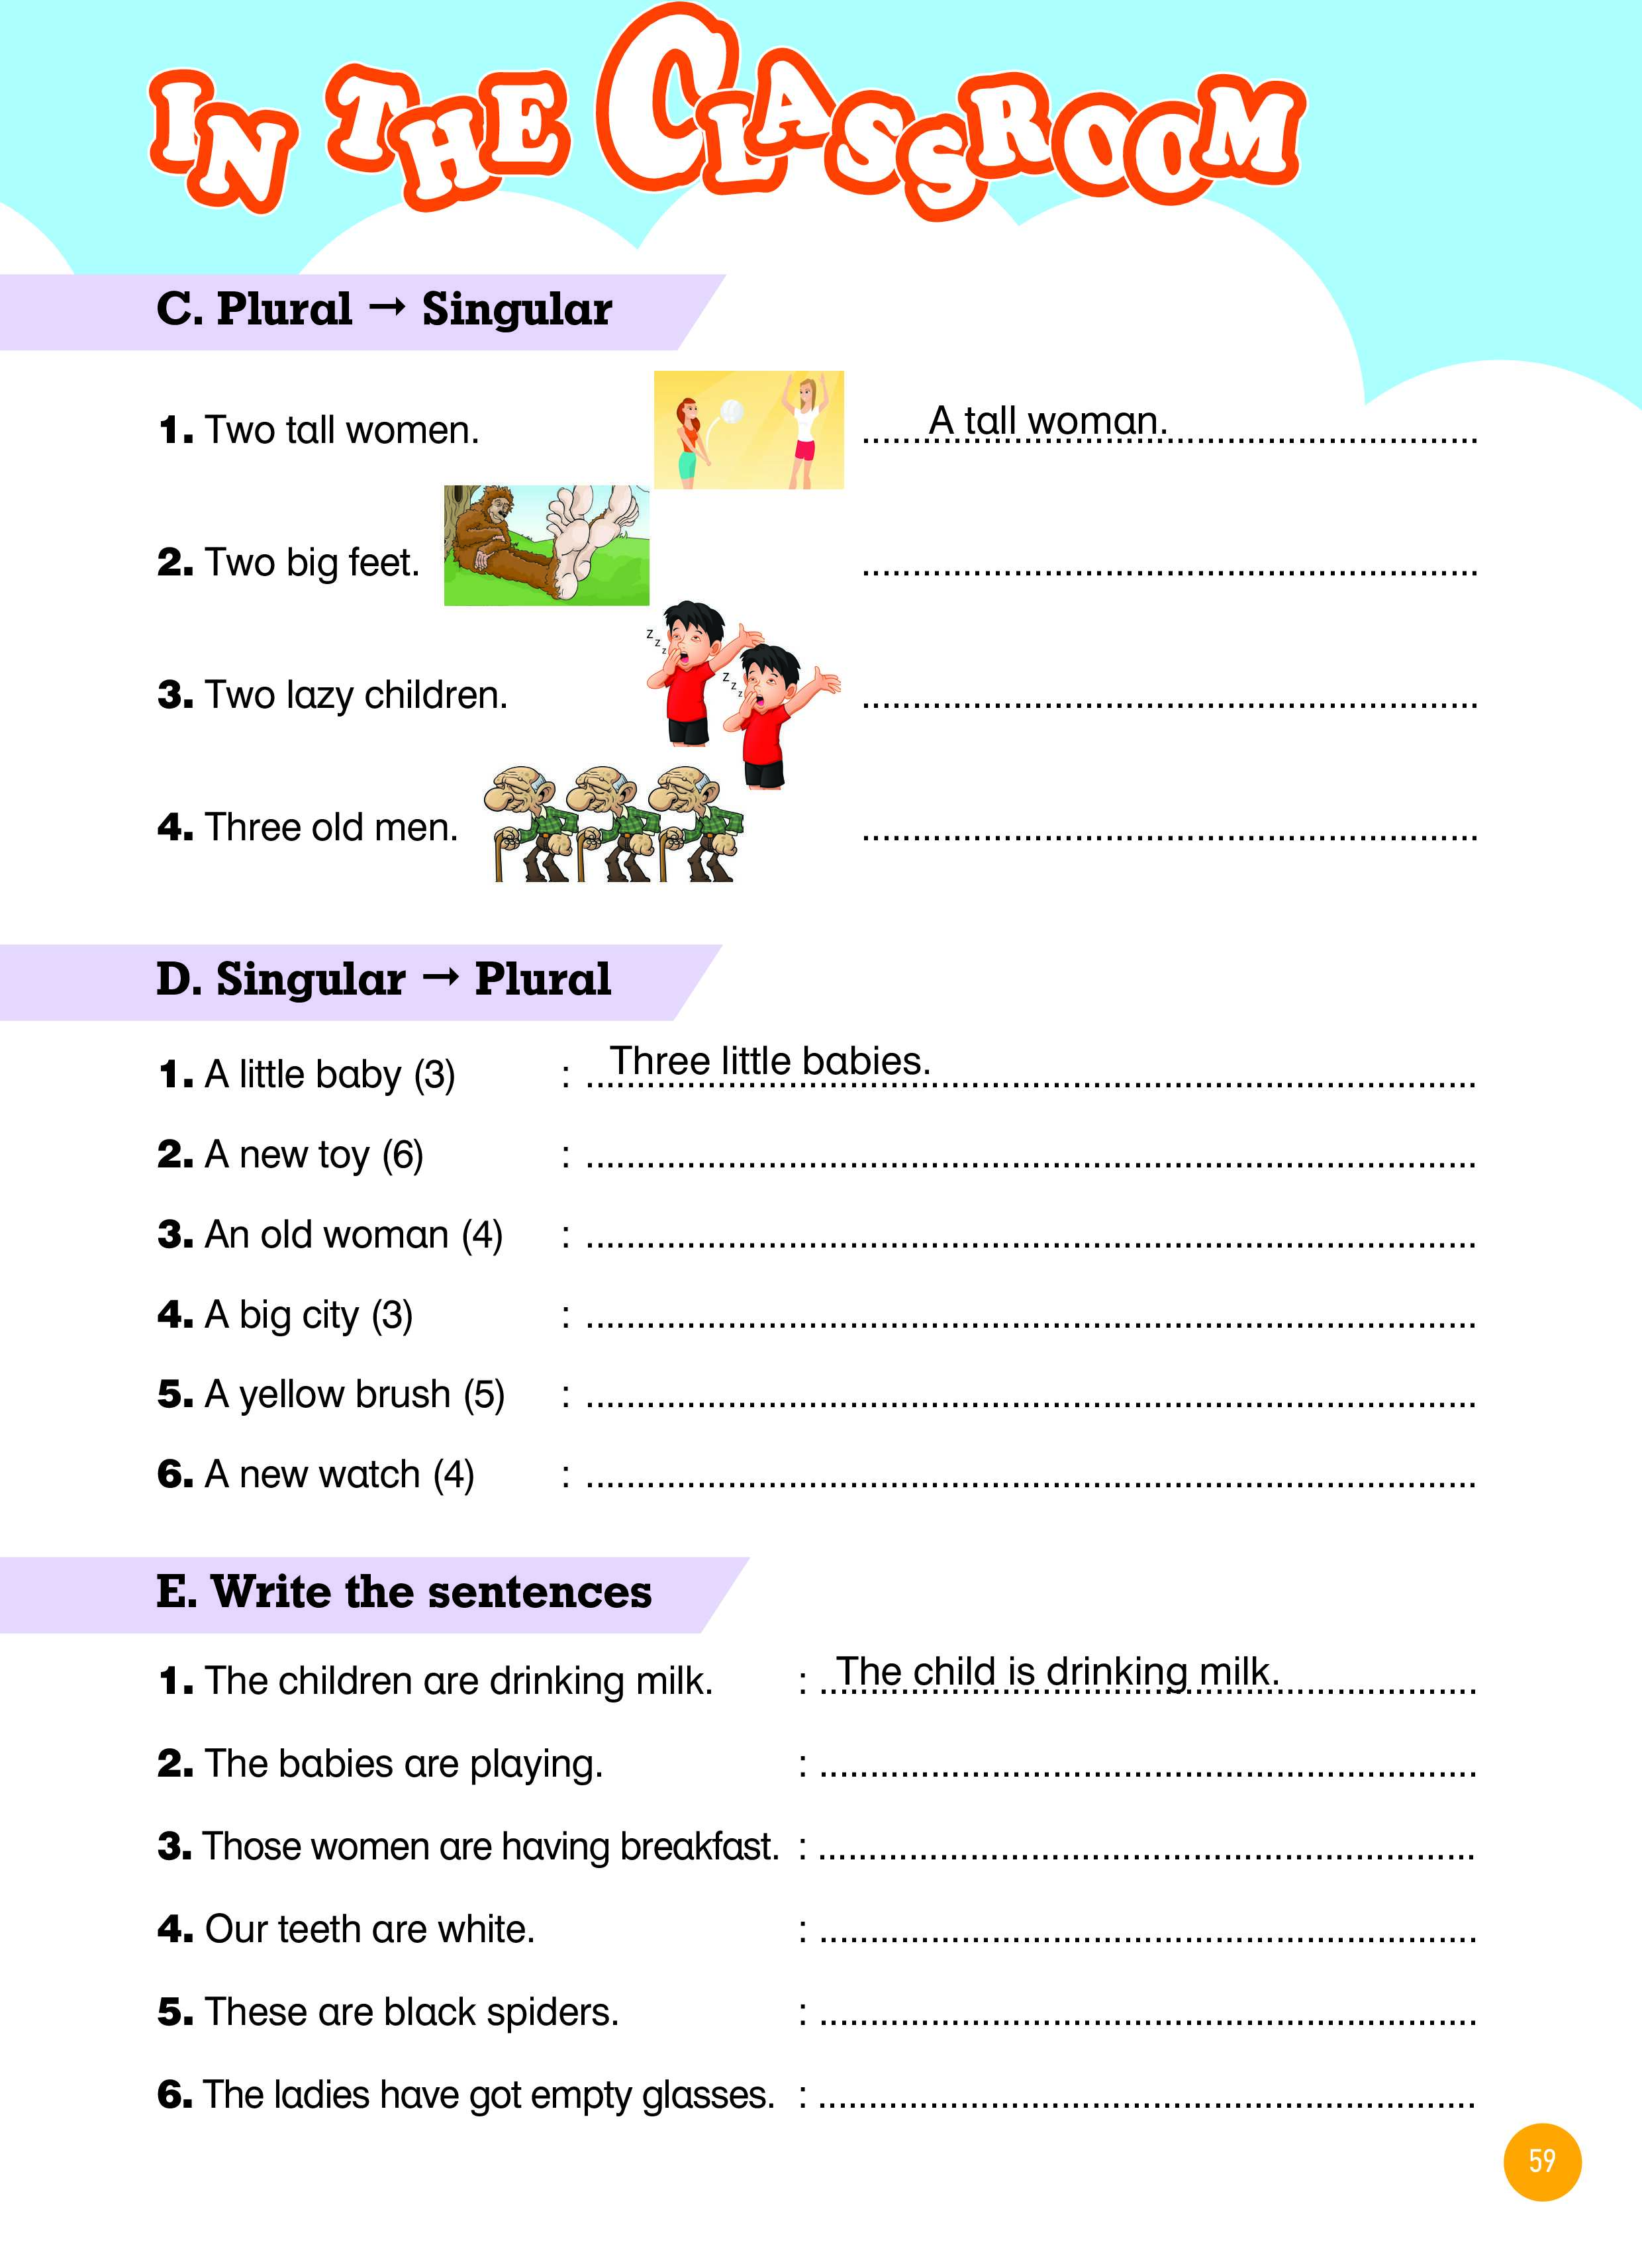 IN THE CLASSROOM
C. Plural → Singular
1. Two tall women. A tall woman.
2. Two big feet.
z z z
3. Two lazy children.
z z z
4. Three old men.
D. Singular → Plural
1. A little baby (3) : Three little babies.
2. A new toy (6) :
3. An old woman (4) :
4. A big city (3) :
5. A yellow brush (5) :
6. A new watch (4) :
E. Write the sentences
1. The children are drinking milk. : The child is drinking milk.
2. The babies are playing. :
3. Those women are having breakfast. :
4. Our teeth are white. :
5. These are black spiders. :
6. The ladies have got empty glasses. :
59